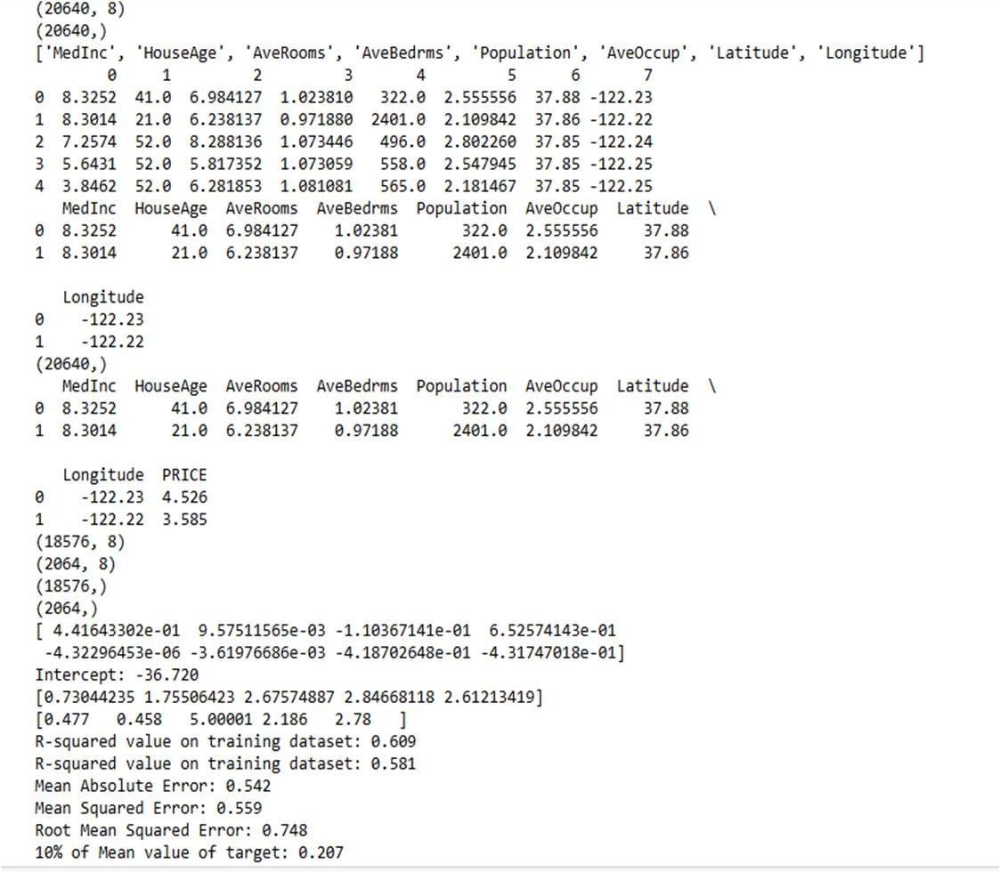 (20640, 8)
(20640,)
['MedInc', 'HouseAge', 'AveRooms', 'AveBedrms', 'Population', 'AveOccup', 'Latitude', 'Longitude']
        0     1         2         3       4         5      6       7
0  8.3252  41.0  6.984127  1.023810   322.0  2.555556  37.88 -122.23
1  8.3014  21.0  6.238137  0.971880  2401.0  2.109842  37.86 -122.22
2  7.2574  52.0  8.288136  1.073446   496.0  2.802260  37.85 -122.24
3  5.6431  52.0  5.817352  1.073059   558.0  2.547945  37.85 -122.25
4  3.8462  52.0  6.281853  1.081081   565.0  2.181467  37.85 -122.25
   MedInc  HouseAge  AveRooms  AveBedrms  Population  AveOccup  Latitude  \
0  8.3252      41.0  6.984127    1.02381       322.0  2.555556     37.88
1  8.3014      21.0  6.238137    0.97188      2401.0  2.109842     37.86
   Longitude
0    -122.23
1    -122.22
(20640,)
   MedInc  HouseAge  AveRooms  AveBedrms  Population  AveOccup  Latitude  \
0  8.3252      41.0  6.984127    1.02381       322.0  2.555556     37.88
1  8.3014      21.0  6.238137    0.97188      2401.0  2.109842     37.86
   Longitude  PRICE
0    -122.23  4.526
1    -122.22  3.585
(18576, 8)
(2064, 8)
(18576,)
(2064,)
[ 4.41643302e-01  9.57511565e-03 -1.10367141e-01  6.52574143e-01
 -4.32296453e-06 -3.61976686e-03 -4.18702648e-01 -4.31747018e-01]
Intercept: -36.720
[0.73044235 1.75506423 2.67574887 2.84668118 2.61213419]
[0.477   0.458   5.00001 2.186   2.78   ]
R-squared value on training dataset: 0.609
R-squared value on training dataset: 0.581
Mean Absolute Error: 0.542
Mean Squared Error: 0.559
Root Mean Squared Error: 0.748
10% of Mean value of target: 0.207